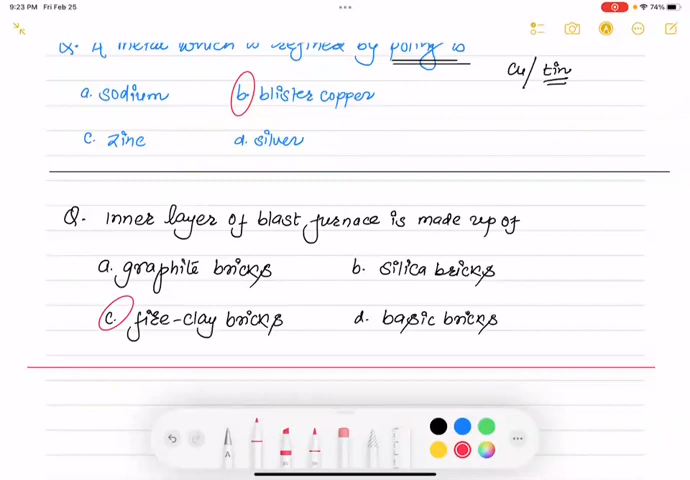 9:23 PM Fri Feb 25
74%
Q. A metal which is refined by poling is
Cu/ tin
a. sodium b. blister copper
c. zinc d. silver
Q. Inner layer of blast furnace is made up of
a. graphite bricks b. silica bricks
c. fire-clay bricks d. basic bricks
A